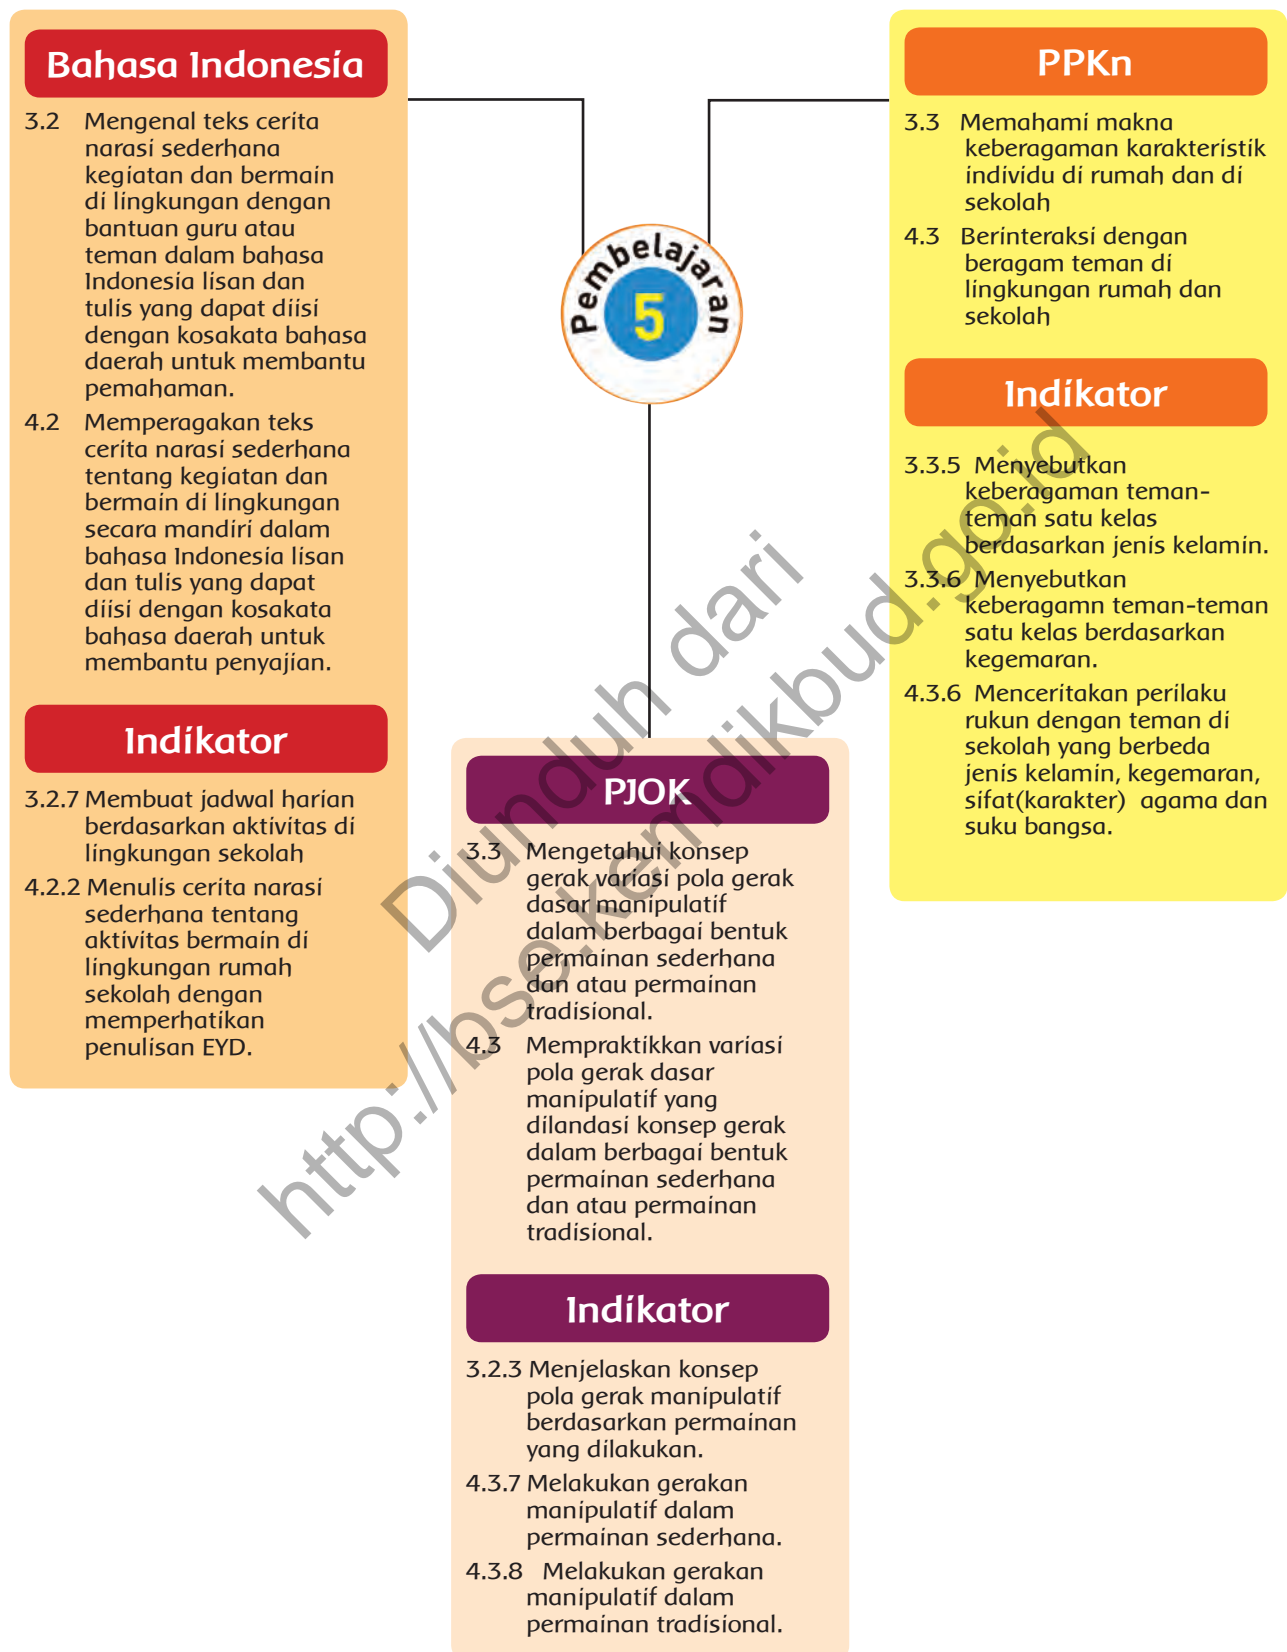 Bahasa Indonesia
3.2 Mengenal teks cerita
narasi sederhana
kegiatan dan bermain
di lingkungan dengan
bantuan guru atau
teman dalam bahasa
Indonesia lisan dan
tulis yang dapat diisi
dengan kosakata bahasa
daerah untuk membantu
pemahaman.
4.2 Memperagakan teks
cerita narasi sederhana
tentang kegiatan dan
bermain di lingkungan
secara mandiri dalam
bahasa Indonesia lisan
dan tulis yang dapat
diisi dengan kosakata
bahasa daerah untuk
membantu penyajian.
Indikator
3.2.7 Membuat jadwal harian
berdasarkan aktivitas di
lingkungan sekolah
4.2.2 Menulis cerita narasi
sederhana tentang
aktivitas bermain di
lingkungan rumah
sekolah dengan
memperhatikan
penulisan EYD.
Pembelajaran
5
PPKn
3.3 Memahami makna
keberagaman karakteristik
individu di rumah dan di
sekolah
4.3 Berinteraksi dengan
beragam teman di
lingkungan rumah dan
sekolah
Indikator
3.3.5 Menyebutkan
keberagaman teman-
teman satu kelas
berdasarkan jenis kelamin.
3.3.6 Menyebutkan
keberagamn teman-teman
satu kelas berdasarkan
kegemaran.
4.3.6 Menceritakan perilaku
rukun dengan teman di
sekolah yang berbeda
jenis kelamin, kegemaran,
sifat(karakter) agama dan
suku bangsa.
PJOK
3.3 Mengetahui konsep
gerak variasi pola gerak
dasar manipulatif
dalam berbagai bentuk
permainan sederhana
dan atau permainan
tradisional.
4.3 Mempraktikkan variasi
pola gerak dasar
manipulatif yang
dilandasi konsep gerak
dalam berbagai bentuk
permainan sederhana
dan atau permainan
tradisional.
Indikator
3.2.3 Menjelaskan konsep
pola gerak manipulatif
berdasarkan permainan
yang dilakukan.
4.3.7 Melakukan gerakan
manipulatif dalam
permainan sederhana.
4.3.8 Melakukan gerakan
manipulatif dalam
permainan tradisional.
Diunduh dari
http://bse.kemdikbud.go.id